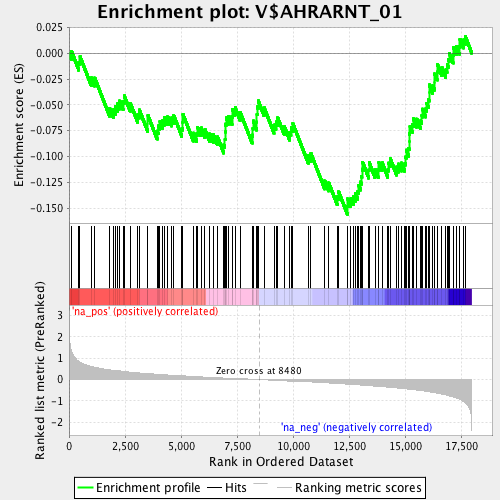 Enrichment plot: V$AHRARNT_01
Enrichment score (ES)
0.025
0.000
-0.025
-0.050
-0.075
-0.100
-0.125
-0.150
'na_pos' (positively correlated)
Ranked list metric (PreRanked)
3
2
1
0
-1
-2
Zero cross at 8480
'na_neg' (negatively correlated)
0
2,500
5,000
7,500
10,000
12,500
15,000
17,500
Rank in Ordered Dataset
Enrichment profile
Hits
Ranking metric scores